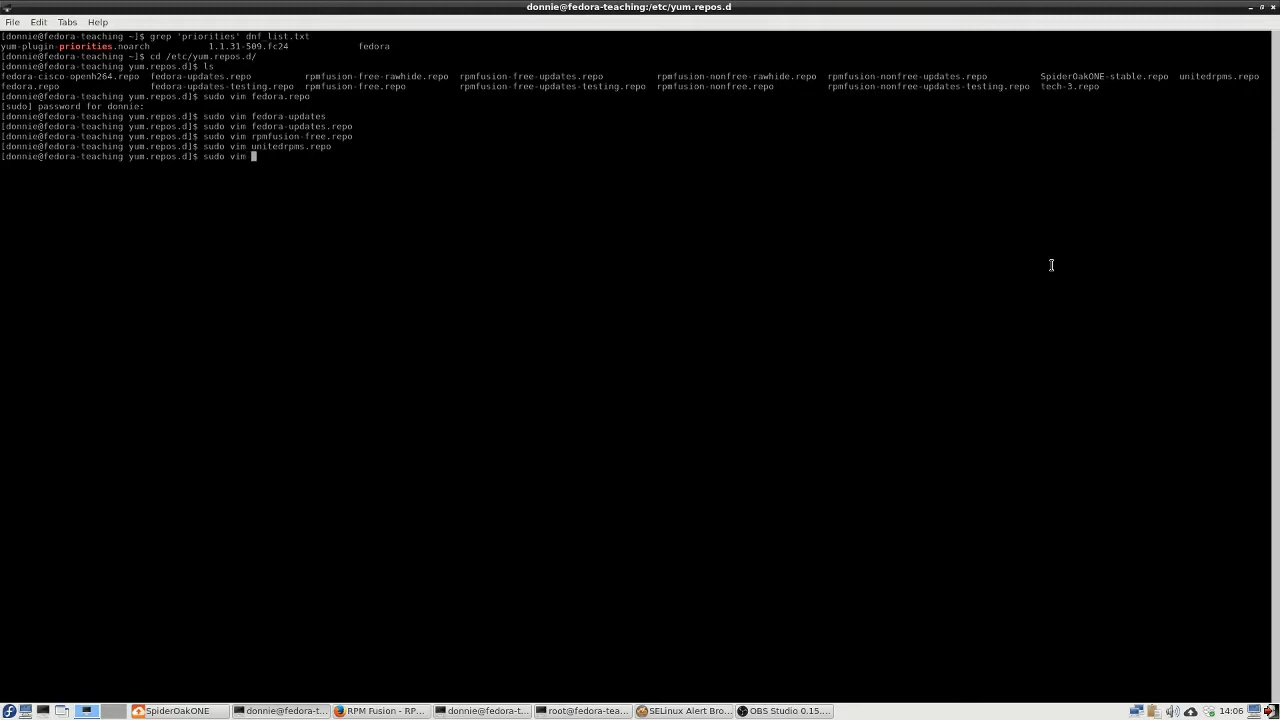 donnie@fedora-teaching:/etc/yum.repos.d
File Edit Tabs Help
[donnie@fedora-teaching ~]$ grep 'priorities' dnf_list.txt
yum-plugin-priorities.noarch 1.1.31-509.fc24 fedora
[donnie@fedora-teaching ~]$ cd /etc/yum.repos.d/
[donnie@fedora-teaching yum.repos.d]$ ls
fedora-cisco-openh264.repo fedora-updates.repo rpmfusion-free-rawhide.repo rpmfusion-free-updates.repo rpmfusion-nonfree-rawhide.repo rpmfusion-nonfree-updates.repo SpiderOakONE-stable.repo unitedrpms.repo
fedora.repo fedora-updates-testing.repo rpmfusion-free.repo rpmfusion-free-updates-testing.repo rpmfusion-nonfree.repo rpmfusion-nonfree-updates-testing.repo tech-3.repo
[donnie@fedora-teaching yum.repos.d]$ sudo vim fedora.repo
[sudo] password for donnie:
[donnie@fedora-teaching yum.repos.d]$ sudo vim fedora-updates
[donnie@fedora-teaching yum.repos.d]$ sudo vim fedora-updates.repo
[donnie@fedora-teaching yum.repos.d]$ sudo vim rpmfusion-free.repo
[donnie@fedora-teaching yum.repos.d]$ sudo vim unitedrpms.repo
[donnie@fedora-teaching yum.repos.d]$ sudo vim
SpiderOakONE donnie@fedora-t... RPM Fusion - RP... donnie@fedora-t... root@fedora-tea... SELinux Alert Bro... OBS Studio 0.15.... 14:06